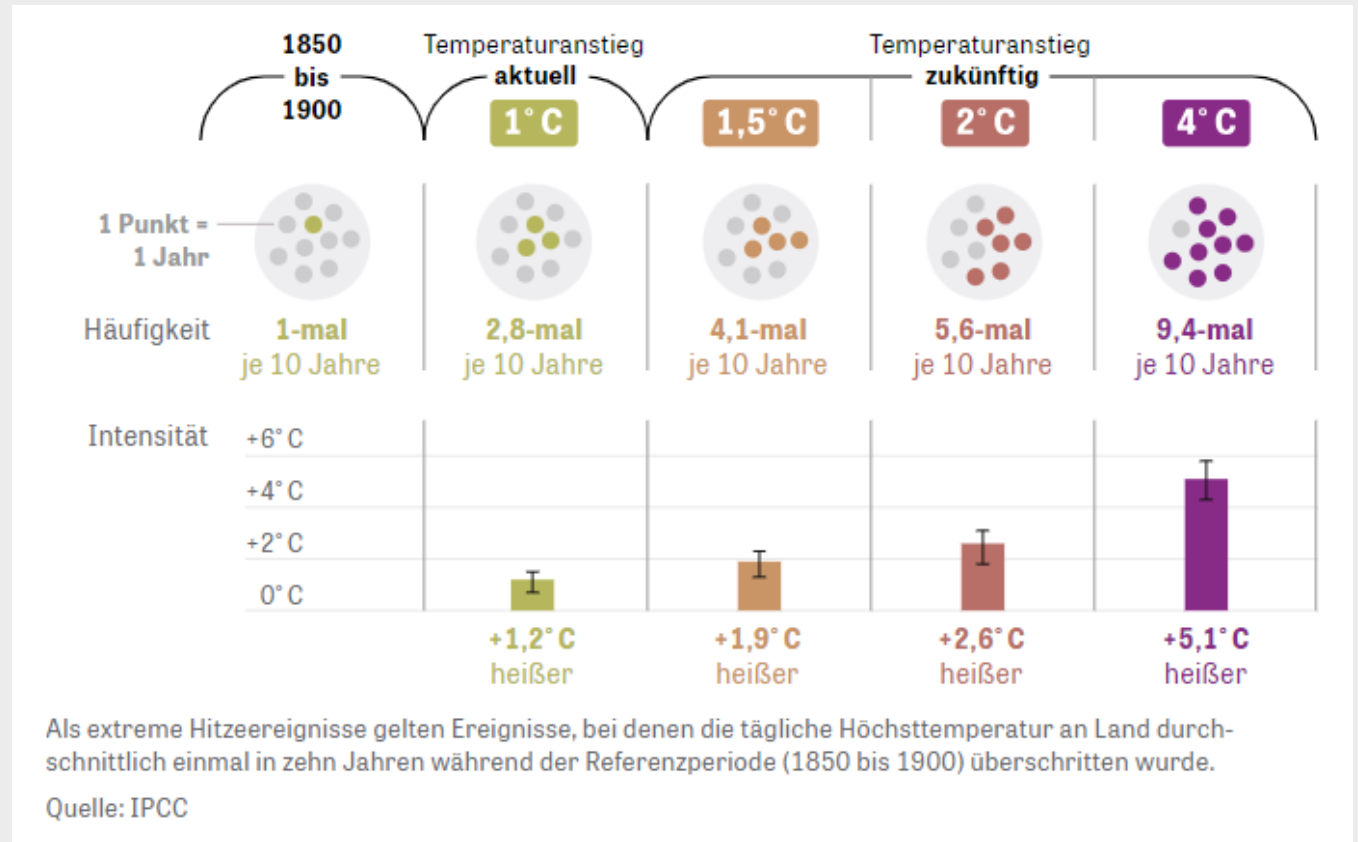 1850
bis
1900
Temperaturanstieg
aktuell
Temperaturanstieg
zukünftig
1° C
1,5° C
2° C
4° C
1 Punkt =
1 Jahr
Häufigkeit
1-mal
je 10 Jahre
2,8-mal
je 10 Jahre
4,1-mal
je 10 Jahre
5,6-mal
je 10 Jahre
9,4-mal
je 10 Jahre
Intensität
+6° C
+4° C
+2° C
0° C
+1,2° C
heißer
+1,9° C
heißer
+2,6° C
heißer
+5,1° C
heißer
Als extreme Hitzeereignisse gelten Ereignisse, bei denen die tägliche Höchsttemperatur an Land durch-
schnittlich einmal in zehn Jahren während der Referenzperiode (1850 bis 1900) überschritten wurde.
Quelle: IPCC